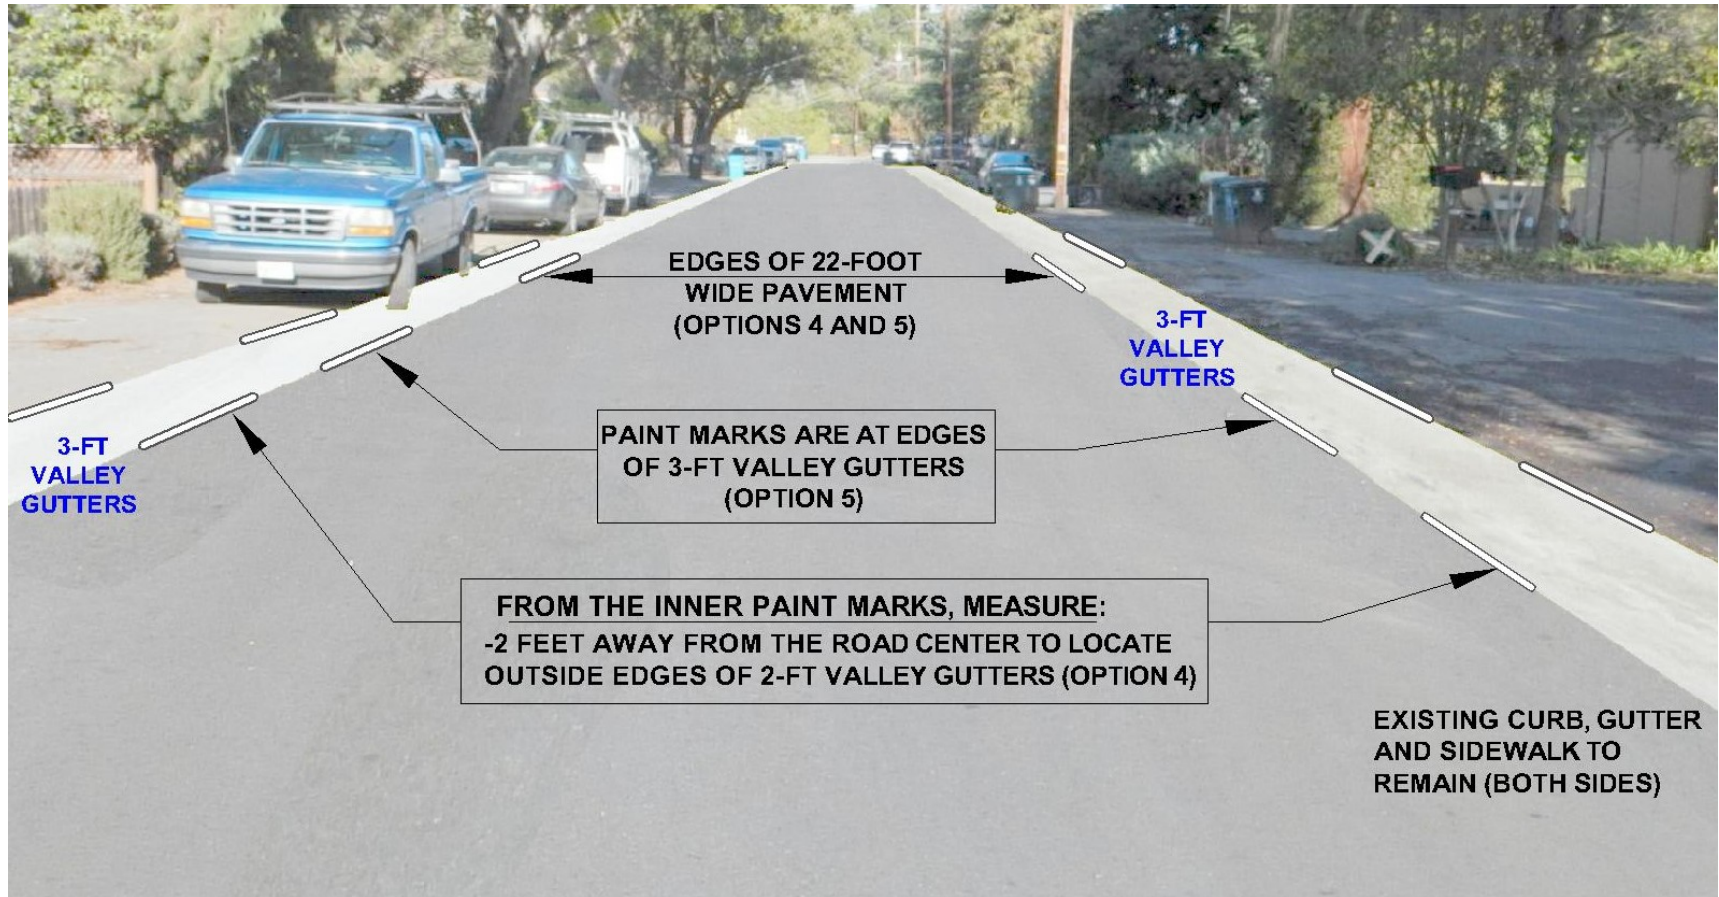 EDGES OF 22-FOOT
WIDE PAVEMENT
(OPTIONS 4 AND 5)
3-FT
VALLEY
GUTTERS
PAINT MARKS ARE AT EDGES
OF 3-FT VALLEY GUTTERS
(OPTION 5)
3-FT
VALLEY
GUTTERS
FROM THE INNER PAINT MARKS, MEASURE:
-2 FEET AWAY FROM THE ROAD CENTER TO LOCATE
OUTSIDE EDGES OF 2-FT VALLEY GUTTERS (OPTION 4)
EXISTING CURB, GUTTER
AND SIDEWALK TO
REMAIN (BOTH SIDES)